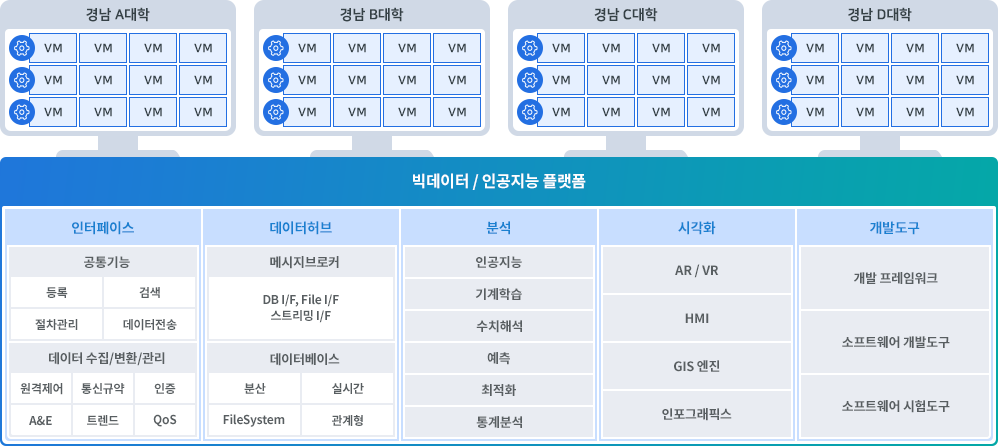 경남 A대학
경남 B대학
경남 C대학
경남 D대학
VM VM VM VM
VM VM VM VM
VM VM VM VM
VM VM VM VM
VM VM VM VM
VM VM VM VM
VM VM VM VM
VM VM VM VM
VM VM VM VM
VM VM VM VM
VM VM VM VM
VM VM VM VM
빅데이터 / 인공지능 플랫폼
인터페이스
공통기능
등록
검색
절차관리
데이터전송
데이터 수집/변환/관리
원격제어
통신규약
인증
A&E
트렌드
QoS
데이터허브
메시지브로커
DB I/F, File I/F
스트리밍 I/F
데이터베이스
분산
실시간
FileSystem
관계형
분석
인공지능
기계학습
수치해석
예측
최적화
통계분석
시각화
AR / VR
HMI
GIS 엔진
인포그래픽스
개발도구
개발 프레임워크
소프트웨어 개발도구
소프트웨어 시험도구